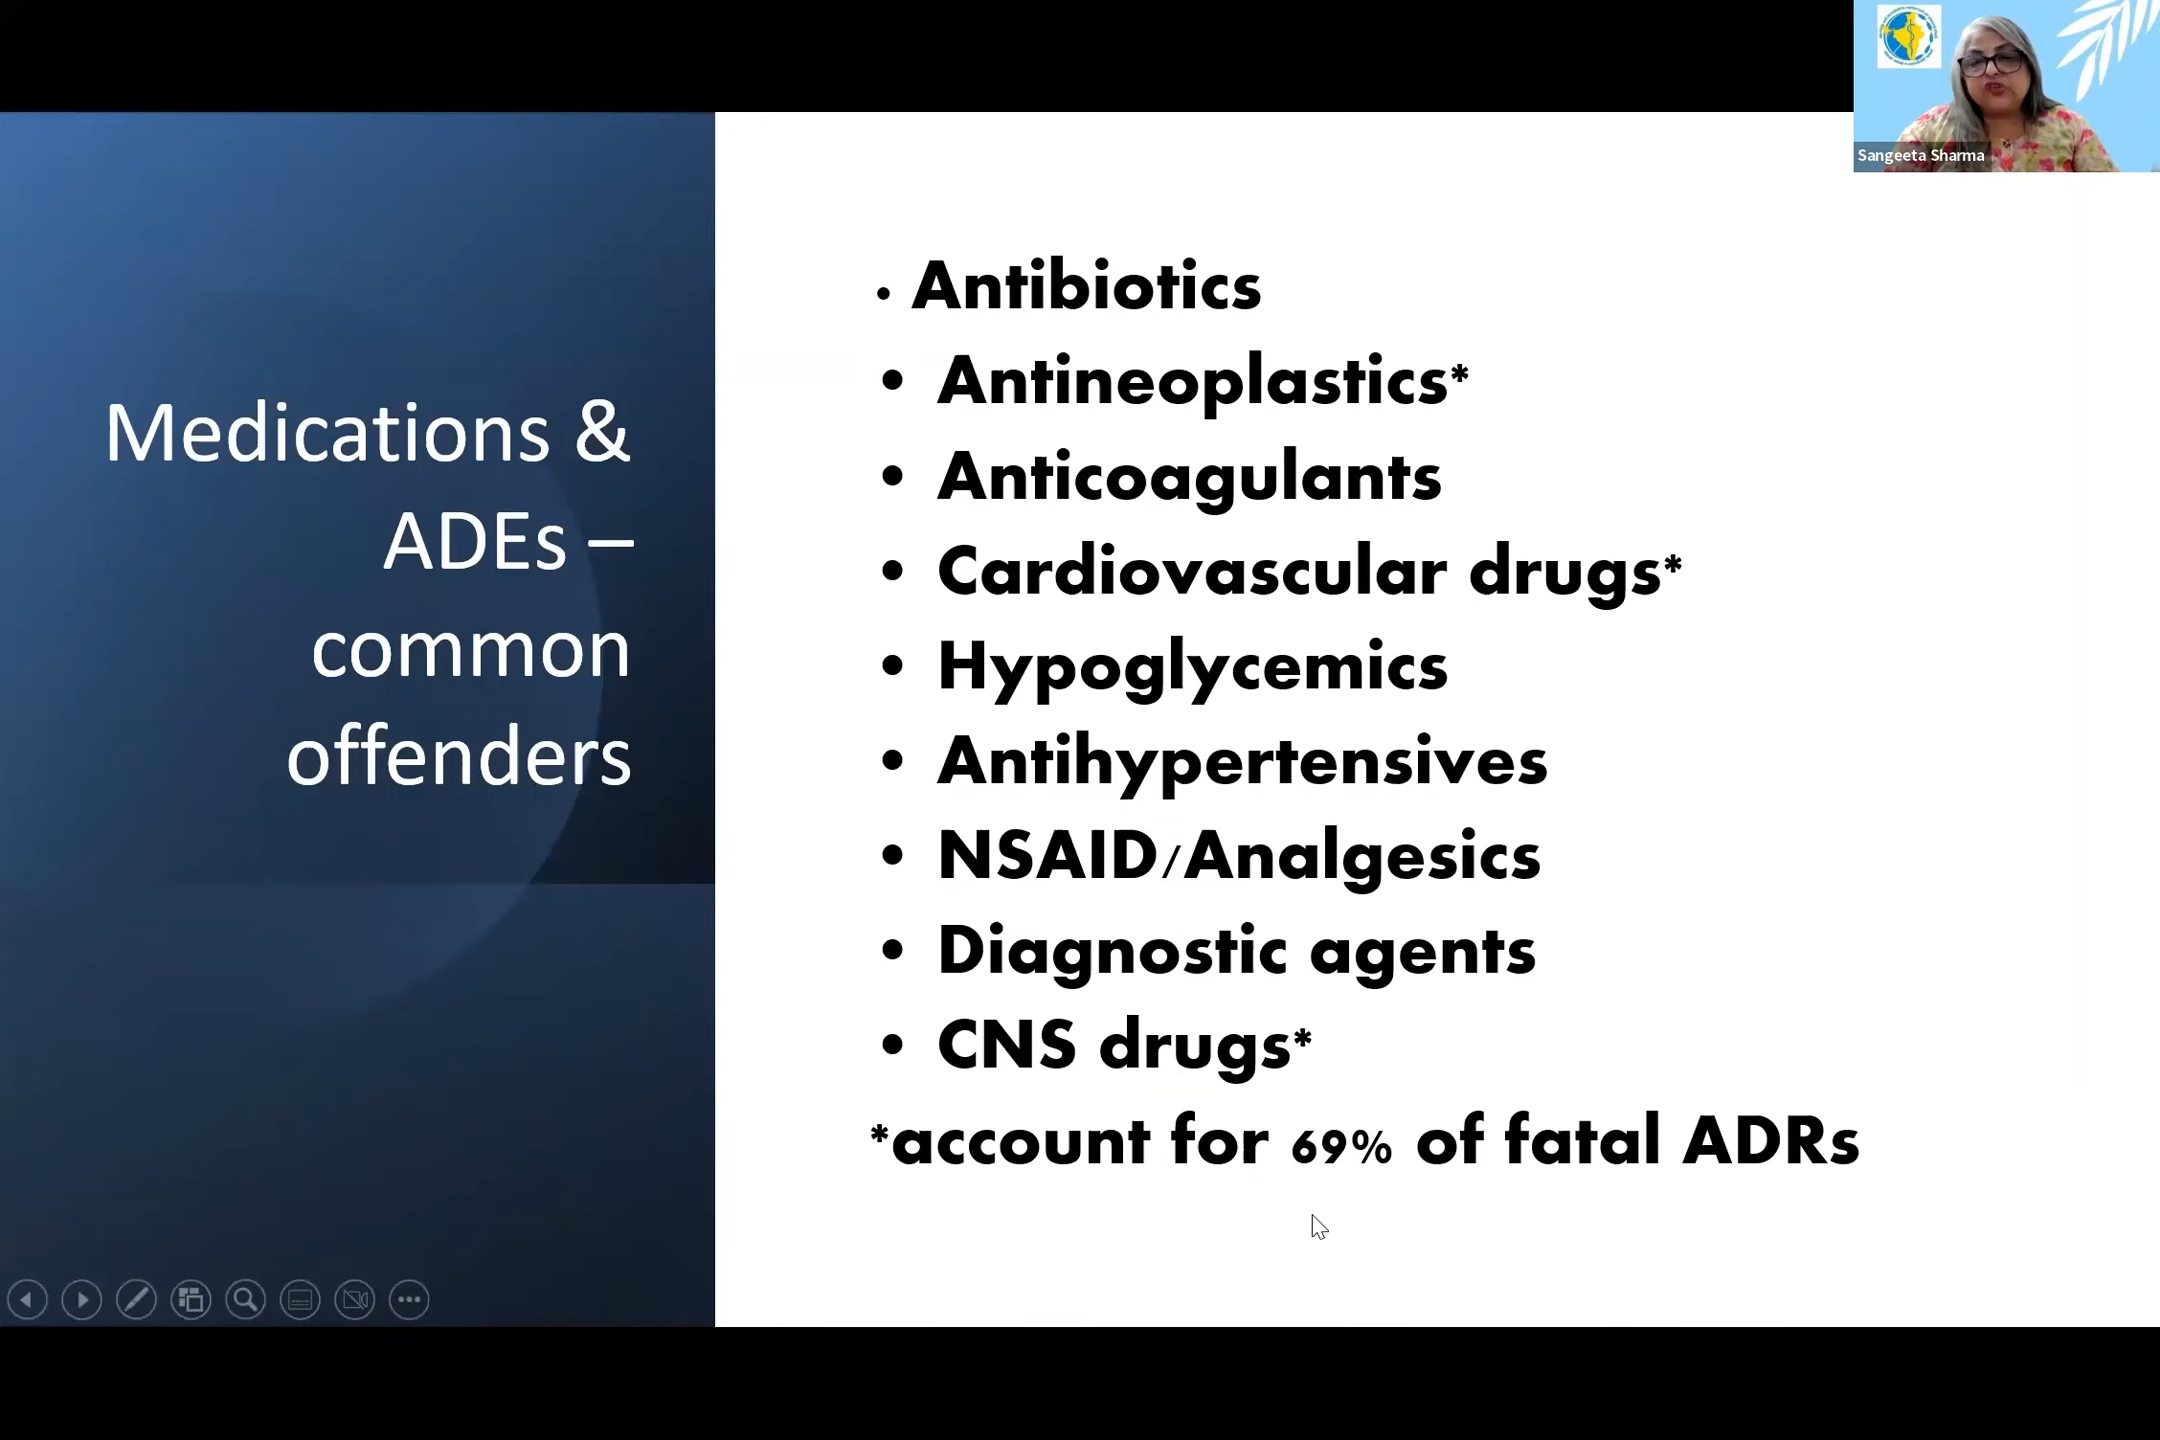 Medications &
ADEs –
common
offenders
• Antibiotics
• Antineoplastics*
• Anticoagulants
• Cardiovascular drugs*
• Hypoglycemics
• Antihypertensives
• NSAID/Analgesics
• Diagnostic agents
• CNS drugs*
*account for 69% of fatal ADRs
Sangeeta Sharma